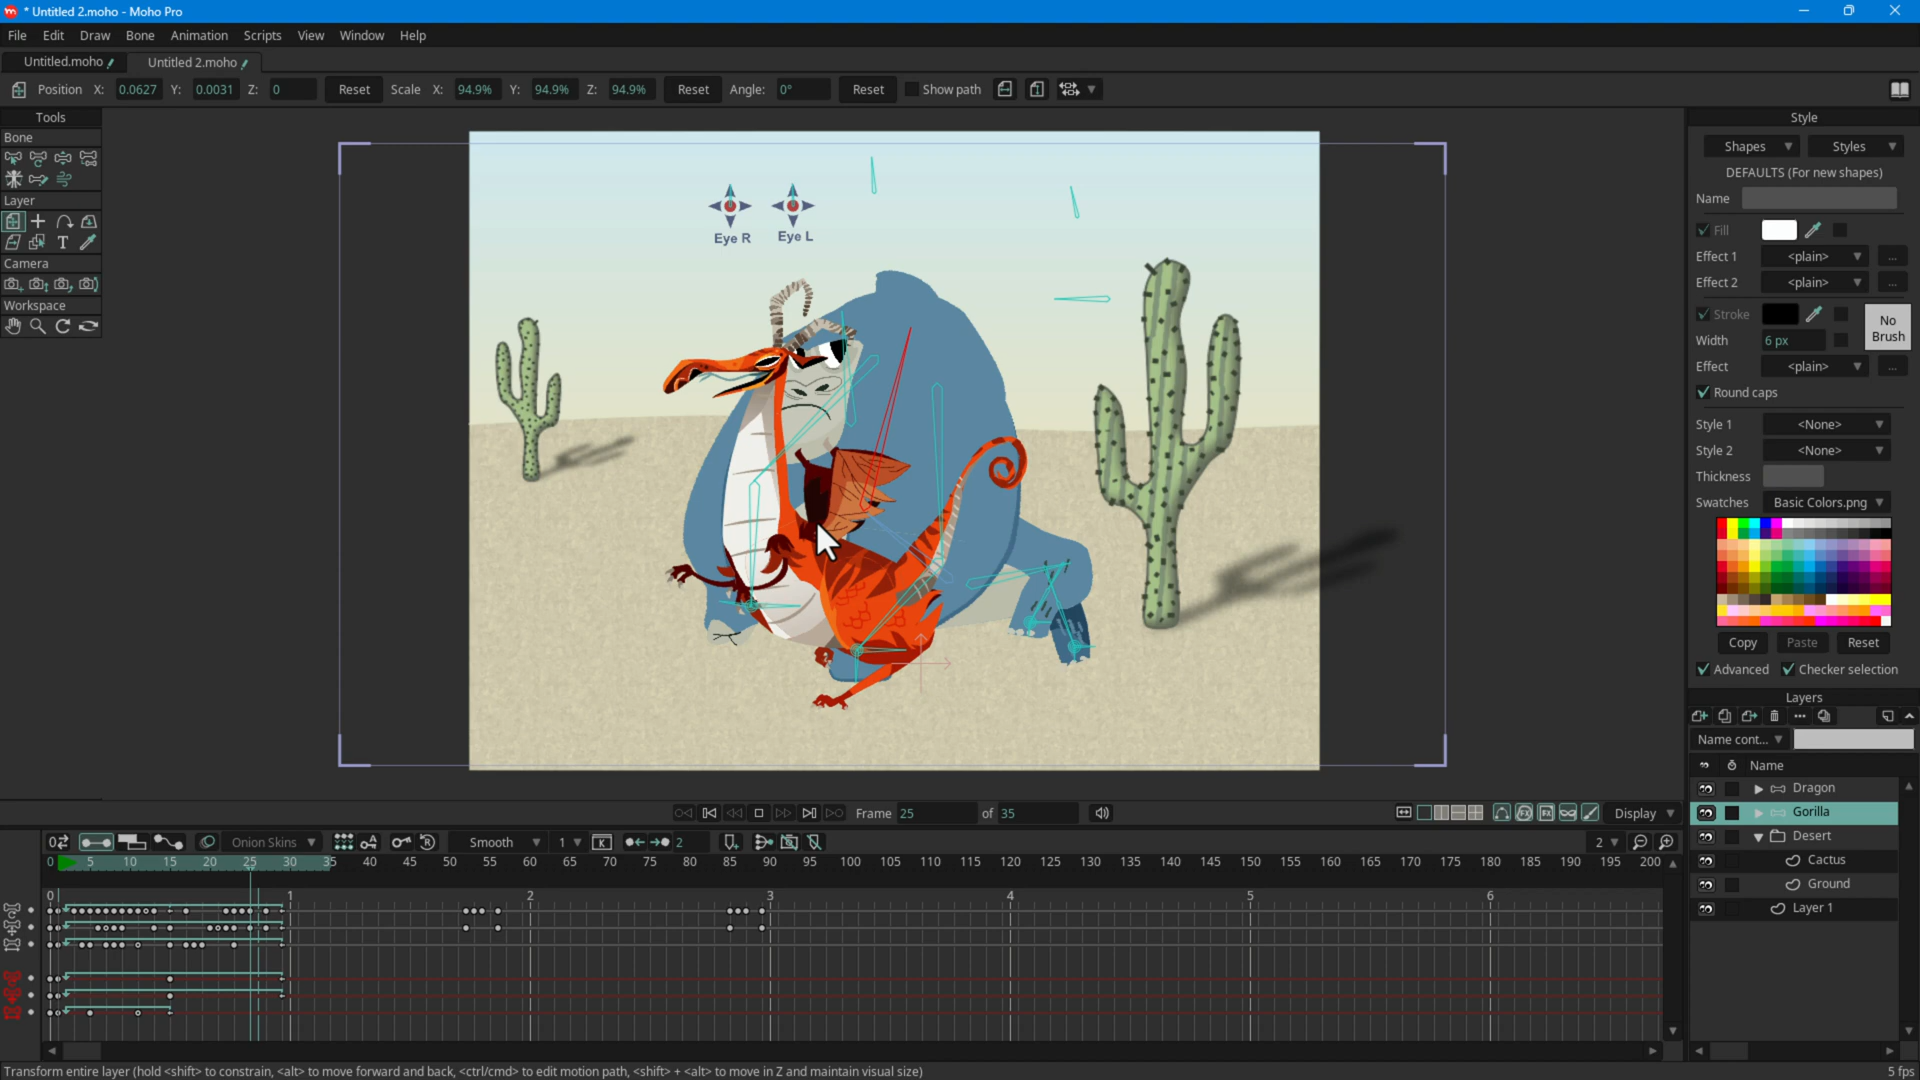 * Untitled 2.moho - Moho Pro
File Edit Draw Bone Animation Scripts View Window Help
Untitled.moho Untitled 2.moho
Position X: 0.0627 Y: 0.0031 Z: 0 Reset Scale X: 94.9% Y: 94.9% Z: 94.9% Reset Angle: 0° Reset Show path
Tools
Bone
Layer
T
Camera
Workspace
Eye R Eye L
Style
Shapes Styles
DEFAULTS (For new shapes)
Name
Fill
Effect 1 <plain> ...
Effect 2 <plain> ...
Stroke
No Brush
Width 6 px
Effect <plain> ...
Round caps
Style 1 <None>
Style 2 <None>
Thickness
Swatches Basic Colors.png
Copy Paste Reset
Advanced Checker selection
Layers
Name cont...
Name
Dragon
Gorilla
Desert
Cactus
Ground
Layer 1
Frame 25 of 35 Display
Onion Skins Smooth 1 K 2 2
0 5 10 15 20 25 30 35 40 45 50 55 60 65 70 75 80 85 90 95 100 105 110 115 120 125 130 135 140 145 150 155 160 165 170 175 180 185 190 195 200
0 1 2 3 4 5 6
Transform entire layer (hold <shift> to constrain, <alt> to move forward and back, <ctrl/cmd> to edit motion path, <shift> + <alt> to move in Z and maintain visual size) 5 fps